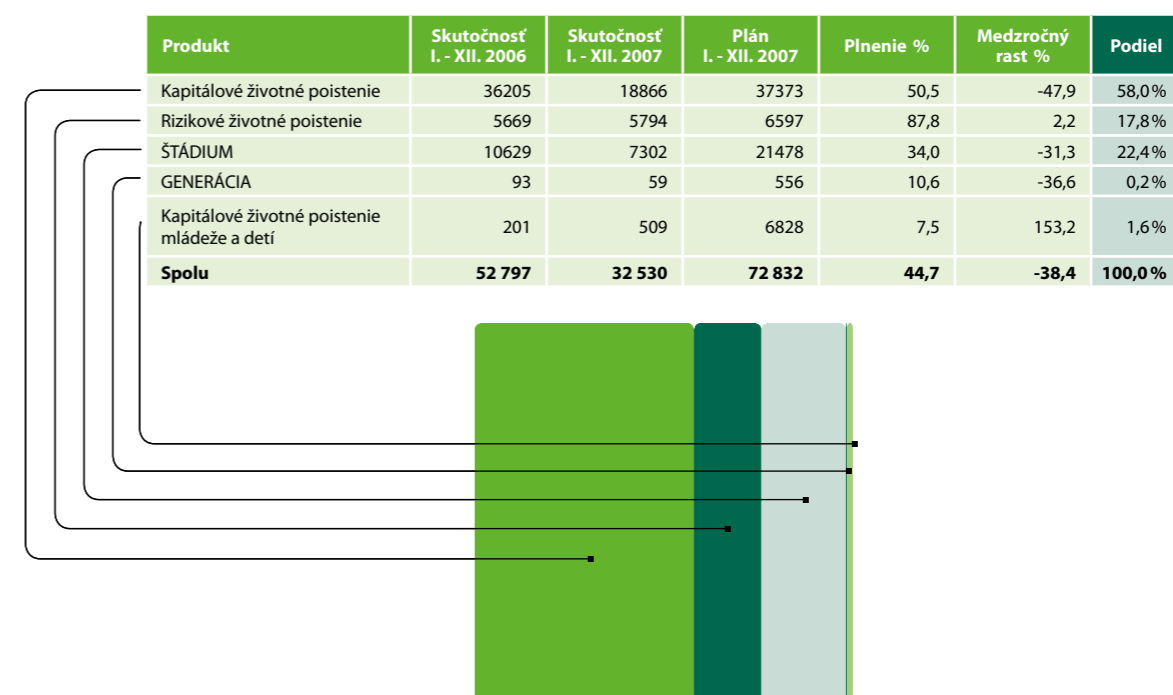 Produkt Skutočnosť I. - XII. 2006 Skutočnosť I. - XII. 2007 Plán I. - XII. 2007 Plnenie % Medzročný rast % Podiel
Kapitálové životné poistenie 36205 18866 37373 50,5 -47,9 58,0%
Rizikové životné poistenie 5669 5794 6597 87,8 2,2 17,8%
ŠTÁDIUM 10629 7302 21478 34,0 -31,3 22,4%
GENERÁCIA 93 59 556 10,6 -36,6 0,2%
Kapitálové životné poistenie mládeže a detí 201 509 6828 7,5 153,2 1,6%
Spolu 52 797 32 530 72 832 44,7 -38,4 100,0%